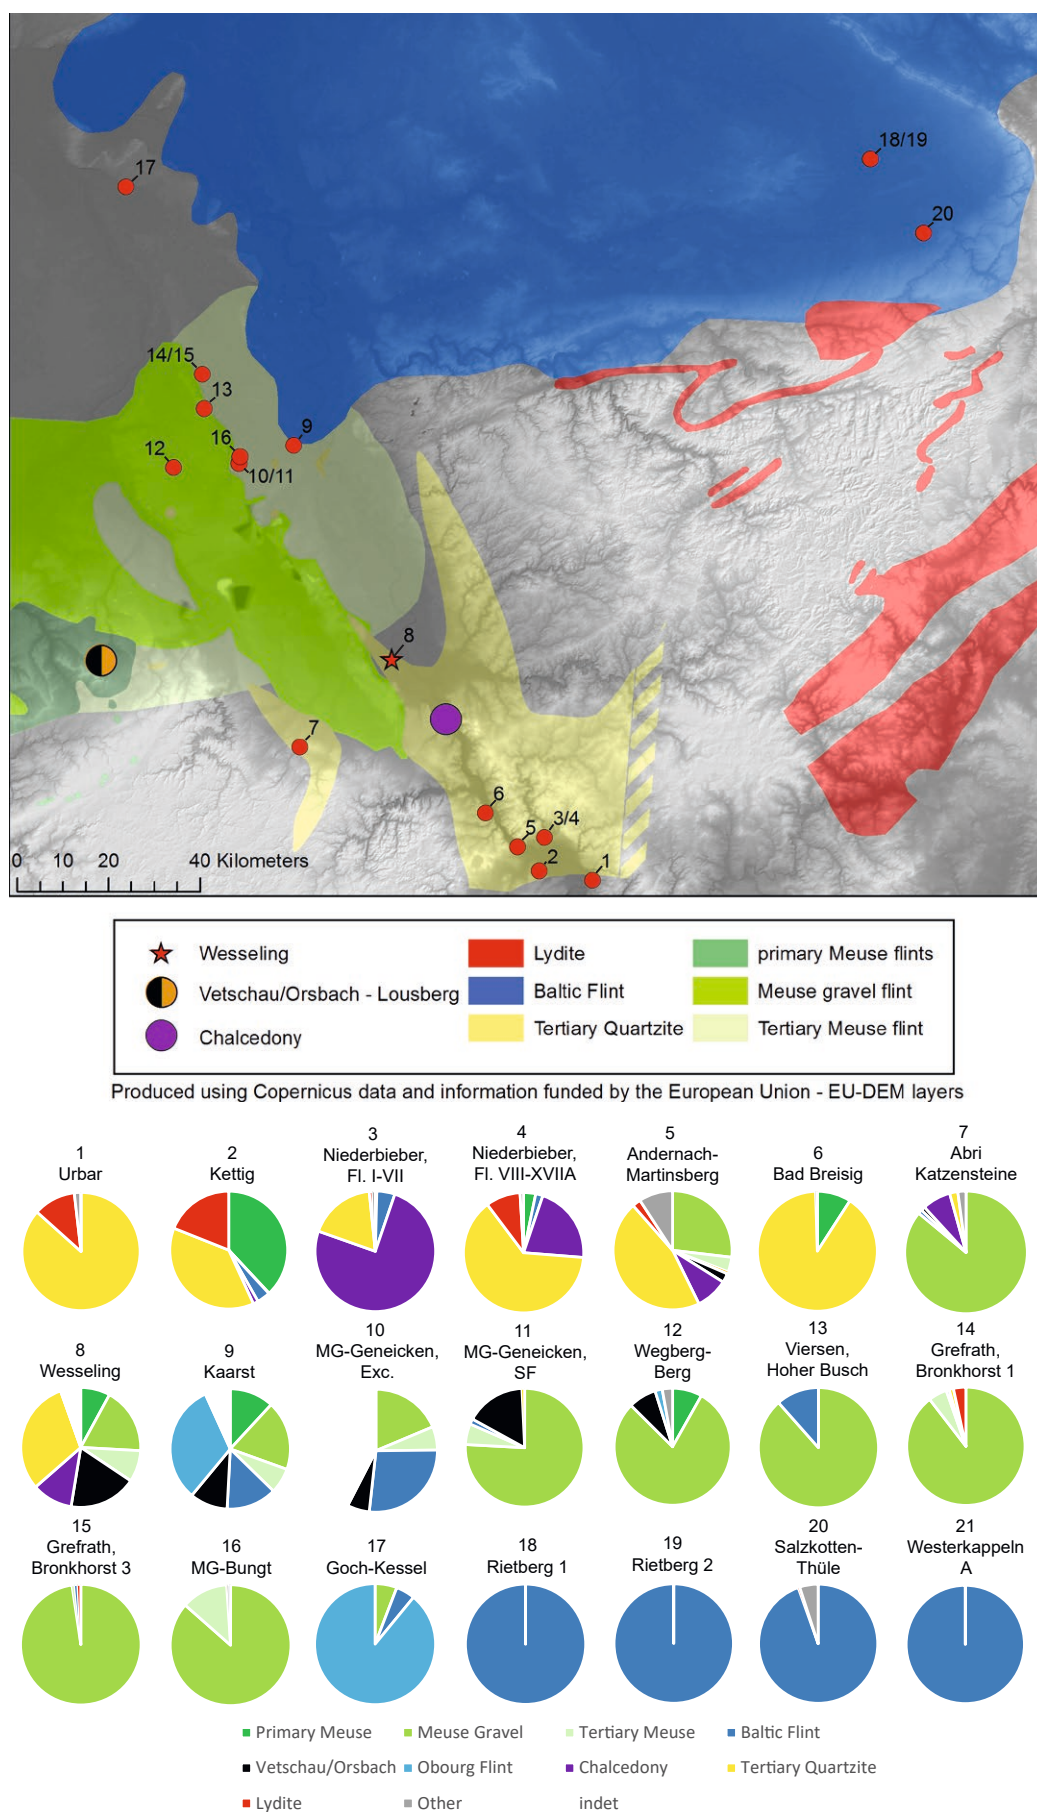 17
18/19
20
14/15
13
9
16
12
10/11
8
7
6
3/4
5
2
1
0 10 20 40 Kilometers
Wesseling
Lydite
primary Meuse flints
Vetschau/Orsbach - Lousberg
Baltic Flint
Meuse gravel flint
Chalcedony
Tertiary Quartzite
Tertiary Meuse flint
Produced using Copernicus data and information funded by the European Union - EU-DEM layers
1
Urbar
2
Kettig
3
Niederbieber,
Fl. I-VII
4
Niederbieber,
Fl. VIII-XVIIA
5
Andernach-
Martinsberg
6
Bad Breisig
7
Abri
Katzensteine
8
Wesseling
9
Kaarst
10
MG-Geneicken,
Exc.
11
MG-Geneicken,
SF
12
Wegberg-
Berg
13
Viersen,
Hoher Busch
14
Grefrath,
Bronkhorst 1
15
Grefrath,
Bronkhorst 3
16
MG-Bungt
17
Goch-Kessel
18
Rietberg 1
19
Rietberg 2
20
Salzkotten-
Thüle
21
Westerkappeln
A
Primary Meuse
Meuse Gravel
Tertiary Meuse
Baltic Flint
Vetschau/Orsbach
Obourg Flint
Chalcedony
Tertiary Quartzite
Lydite
Other
indet